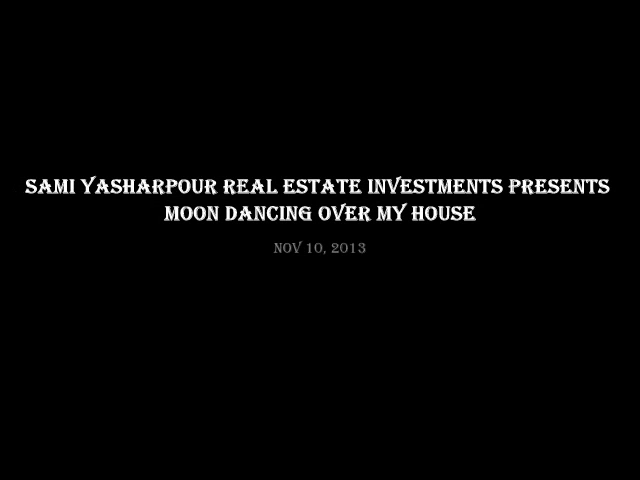 SAMI YASHARPOUR REAL ESTATE INVESTMENTS PRESENTS
MOON DANCING OVER MY HOUSE
NOV 10, 2013